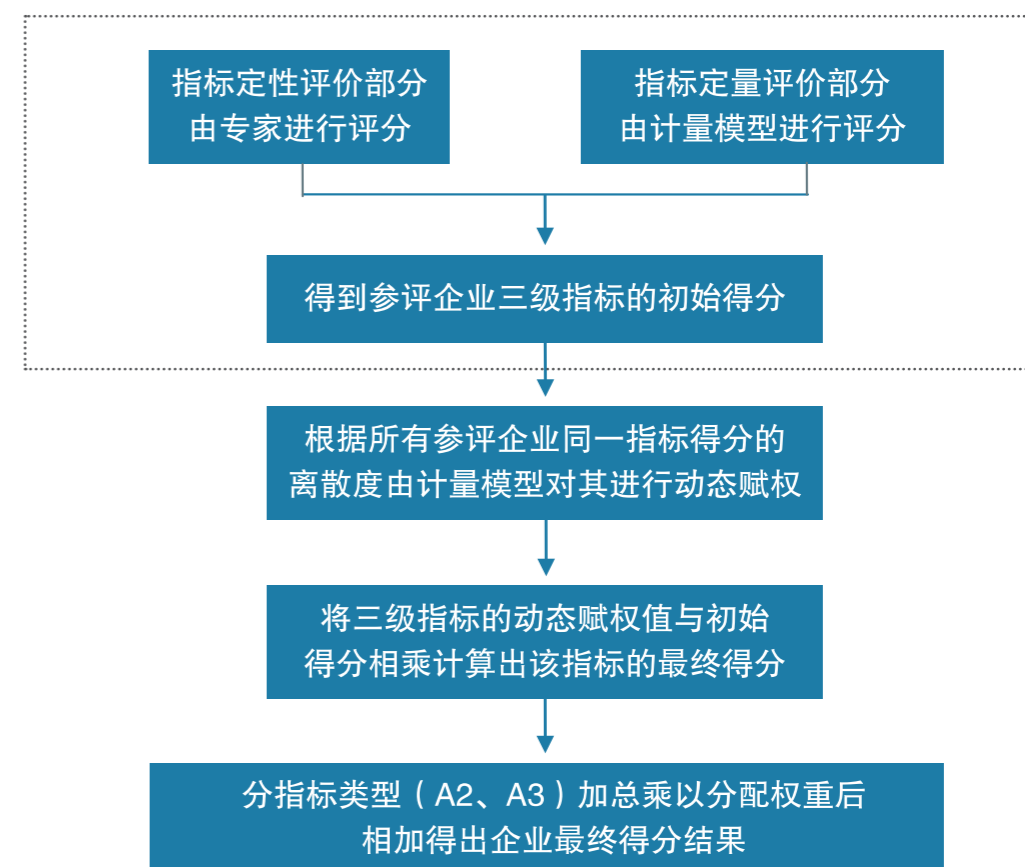 指标定性评价部分
由专家进行评分
指标定量评价部分
由计量模型进行评分
得到参评企业三级指标的初始得分
根据所有参评企业同一指标得分的
离散度由计量模型对其进行动态赋权
将三级指标的动态赋权值与初始
得分相乘计算出该指标的最终得分
分指标类型（A2、A3）加总乘以分配权重后
相加得出企业最终得分结果